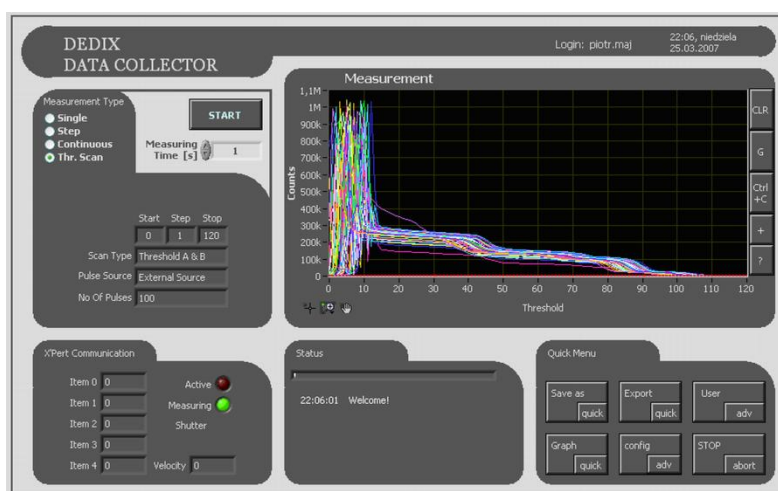 DEDIX
DATA COLLECTOR
Login: piotr.maj
22:06, niedziela
25.03.2007
Measurement Type
Single
Step
Continuous
Thr. Scan
START
Measuring
Time [s]
1
Start Step Stop
0 1 120
Scan Type Threshold A & B
Pulse Source External Source
No Of Pulses 100
Measurement
1,1M
1M
900k
800k
700k
600k
500k
400k
300k
200k
100k
0
Counts
0 10 20 30 40 50 60 70 80 90 100 110 120
Threshold
CLR
G
Ctrl
+C
+
?
X'Pert Communication
Item 0 0
Item 1 0
Item 2 0
Item 3 0
Item 4 0
Active
Measuring
Shutter
Velocity 0
Status
22:06:01 Welcome!
Quick Menu
Save as quick
Export quick
User adv
Graph quick
config adv
STOP abort